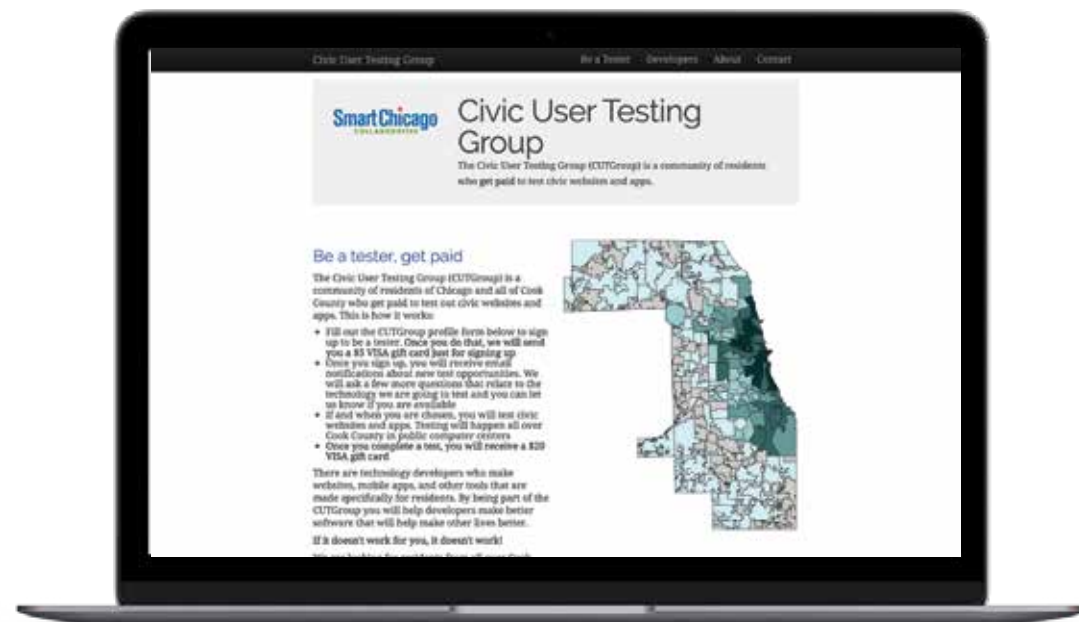 Civic User Testing Group
Be a Tester Developers About Contact
SmartChicago
COLLABORATIVE
Civic User Testing
Group
The Civic User Testing Group (CUTGroup) is a community of residents
who get paid to test civic websites and apps.
Be a tester, get paid
The Civic User Testing Group (CUTGroup) is a
community of residents of Chicago and all of Cook
County who get paid to test out civic websites and
apps. This is how it works:
• Fill out the CUTGroup profile form below to sign
up to be a tester. Once you do that, we will send
you a $5 VISA gift card just for signing up
• Once you sign up, you will receive email
notifications about new test opportunities. We
will ask a few more questions that relate to the
technology we are going to test and you can let
us know if you are available
• If and when you are chosen, you will test civic
websites and apps. Testing will happen all over
Cook County in public computer centers
• Once you complete a test, you will receive a $20
VISA gift card
There are technology developers who make
websites, mobile apps, and other tools that are
made specifically for residents. By being part of the
CUTGroup you will help developers make better
software that will help make other lives better.
If it doesn't work for you, it doesn't work!
We are looking for residents from all over Cook